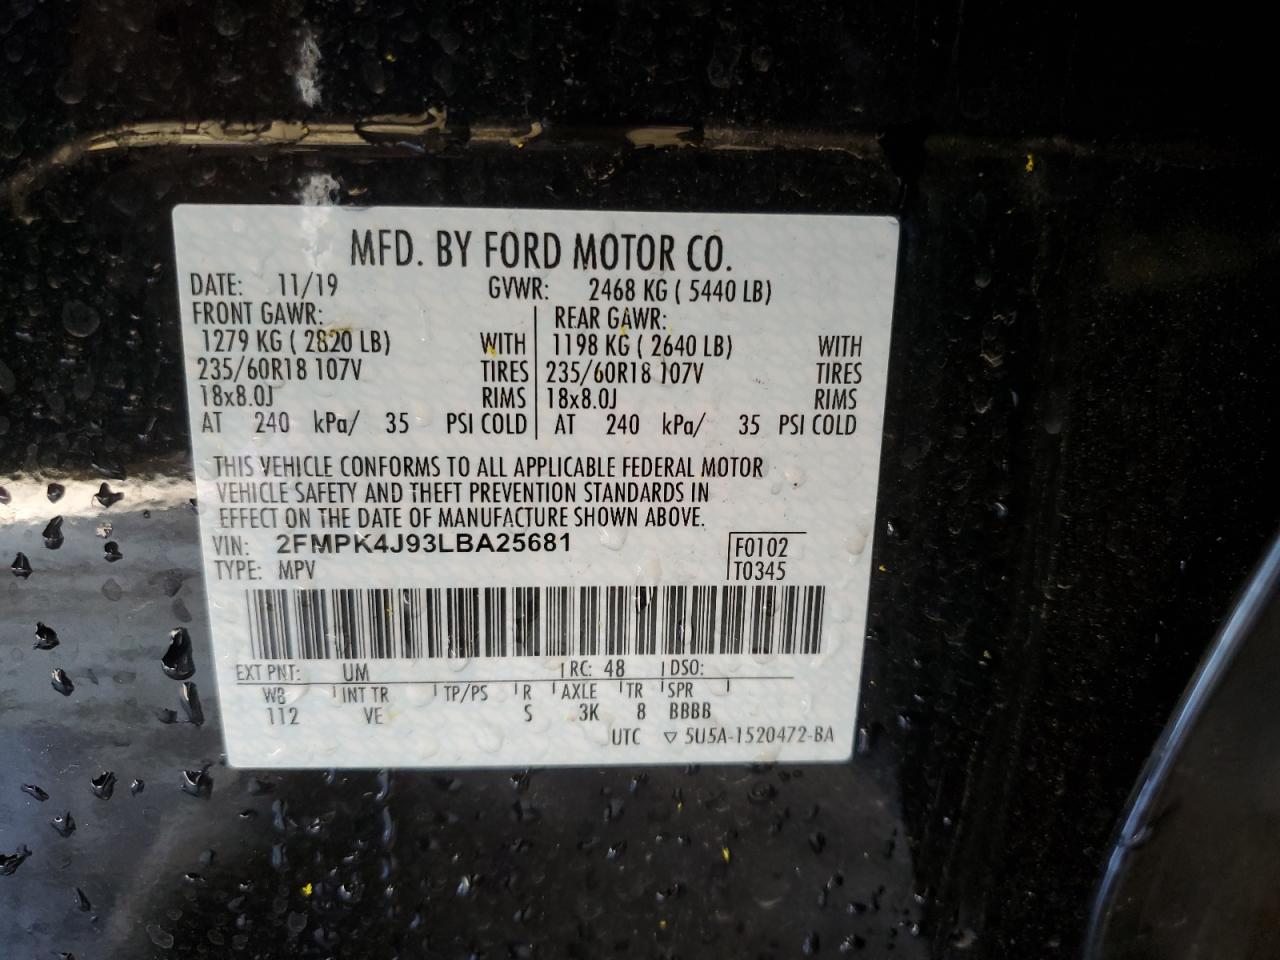 MFD. BY FORD MOTOR CO.
DATE: 11/19 GVWR: 2468 KG ( 5440 LB)
FRONT GAWR: REAR GAWR:
1279 KG ( 2820 LB) WITH 1198 KG ( 2640 LB) WITH
235/60R18 107V TIRES 235/60R18 107V TIRES
18x8.0J RIMS 18x8.0J RIMS
AT 240 kPa/ 35 PSI COLD AT 240 kPa/ 35 PSI COLD
THIS VEHICLE CONFORMS TO ALL APPLICABLE FEDERAL MOTOR
VEHICLE SAFETY AND THEFT PREVENTION STANDARDS IN
EFFECT ON THE DATE OF MANUFACTURE SHOWN ABOVE.
VIN: 2FMPK4J93LBA25681 F0102
TYPE: MPV T0345
EXT PNT: UM RC: 48 DSO:
WB INT TR TP/PS R AXLE TR SPR
112 VE S 3K 8 BBBB
UTC ▽ 5U5A-1520472-BA